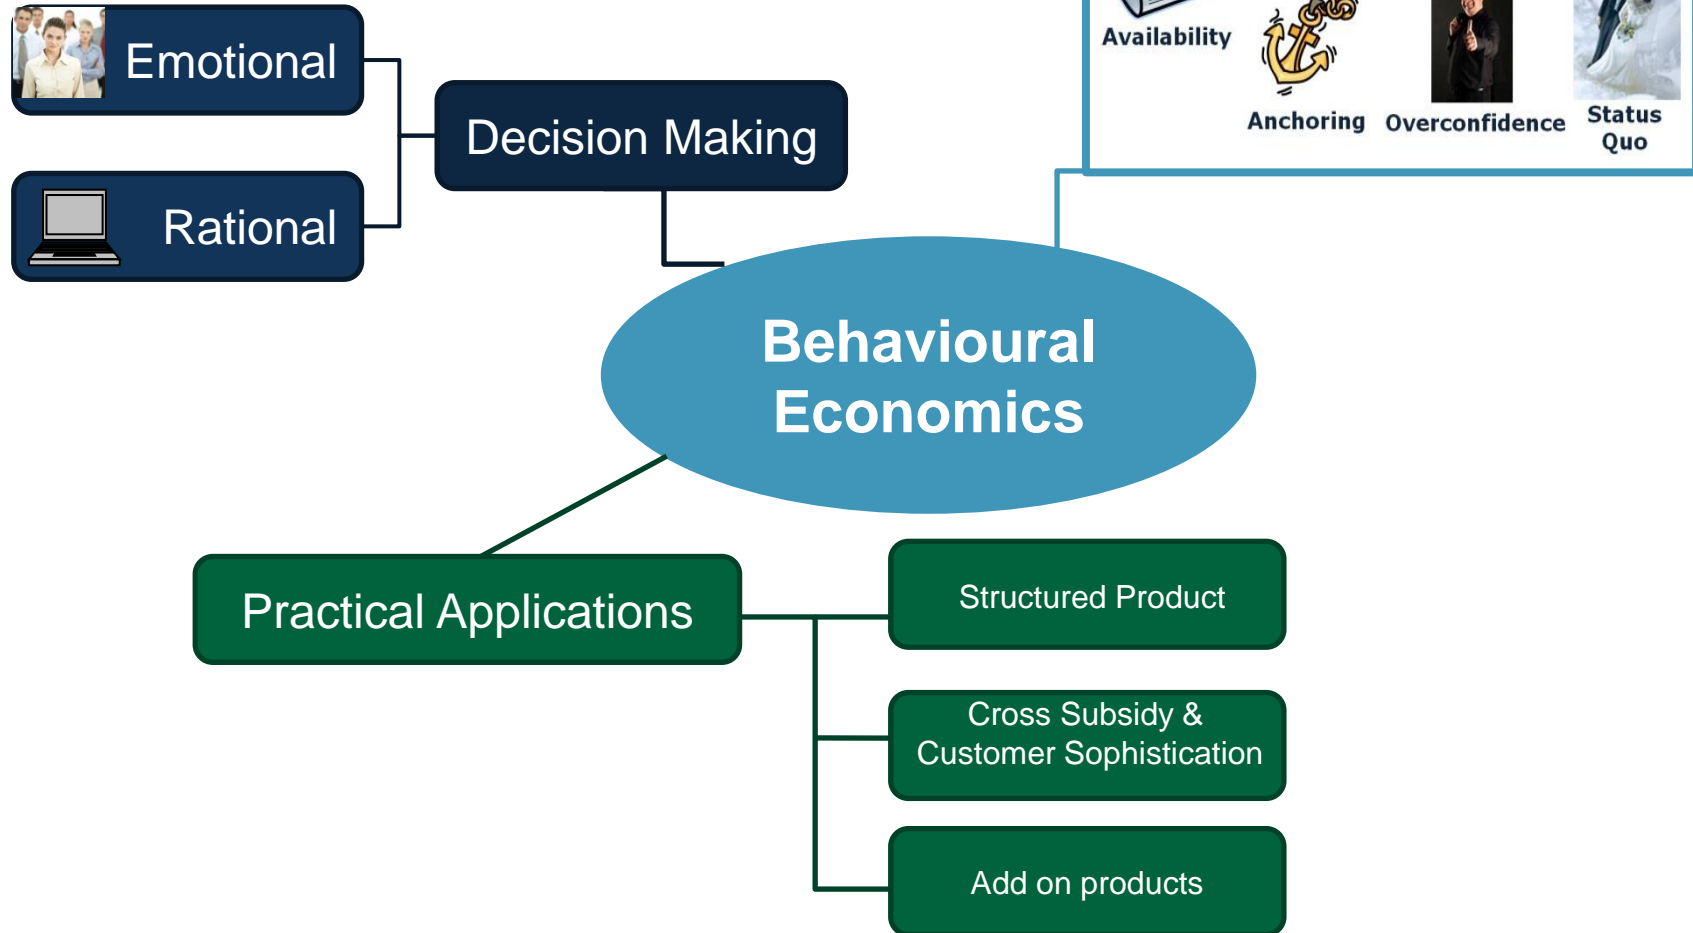 Emotional
Decision Making
Rational
Availability
Anchoring
Overconfidence
Status
Quo
Behavioural
Economics
Practical Applications
Structured Product
Cross Subsidy &
Customer Sophistication
Add on products